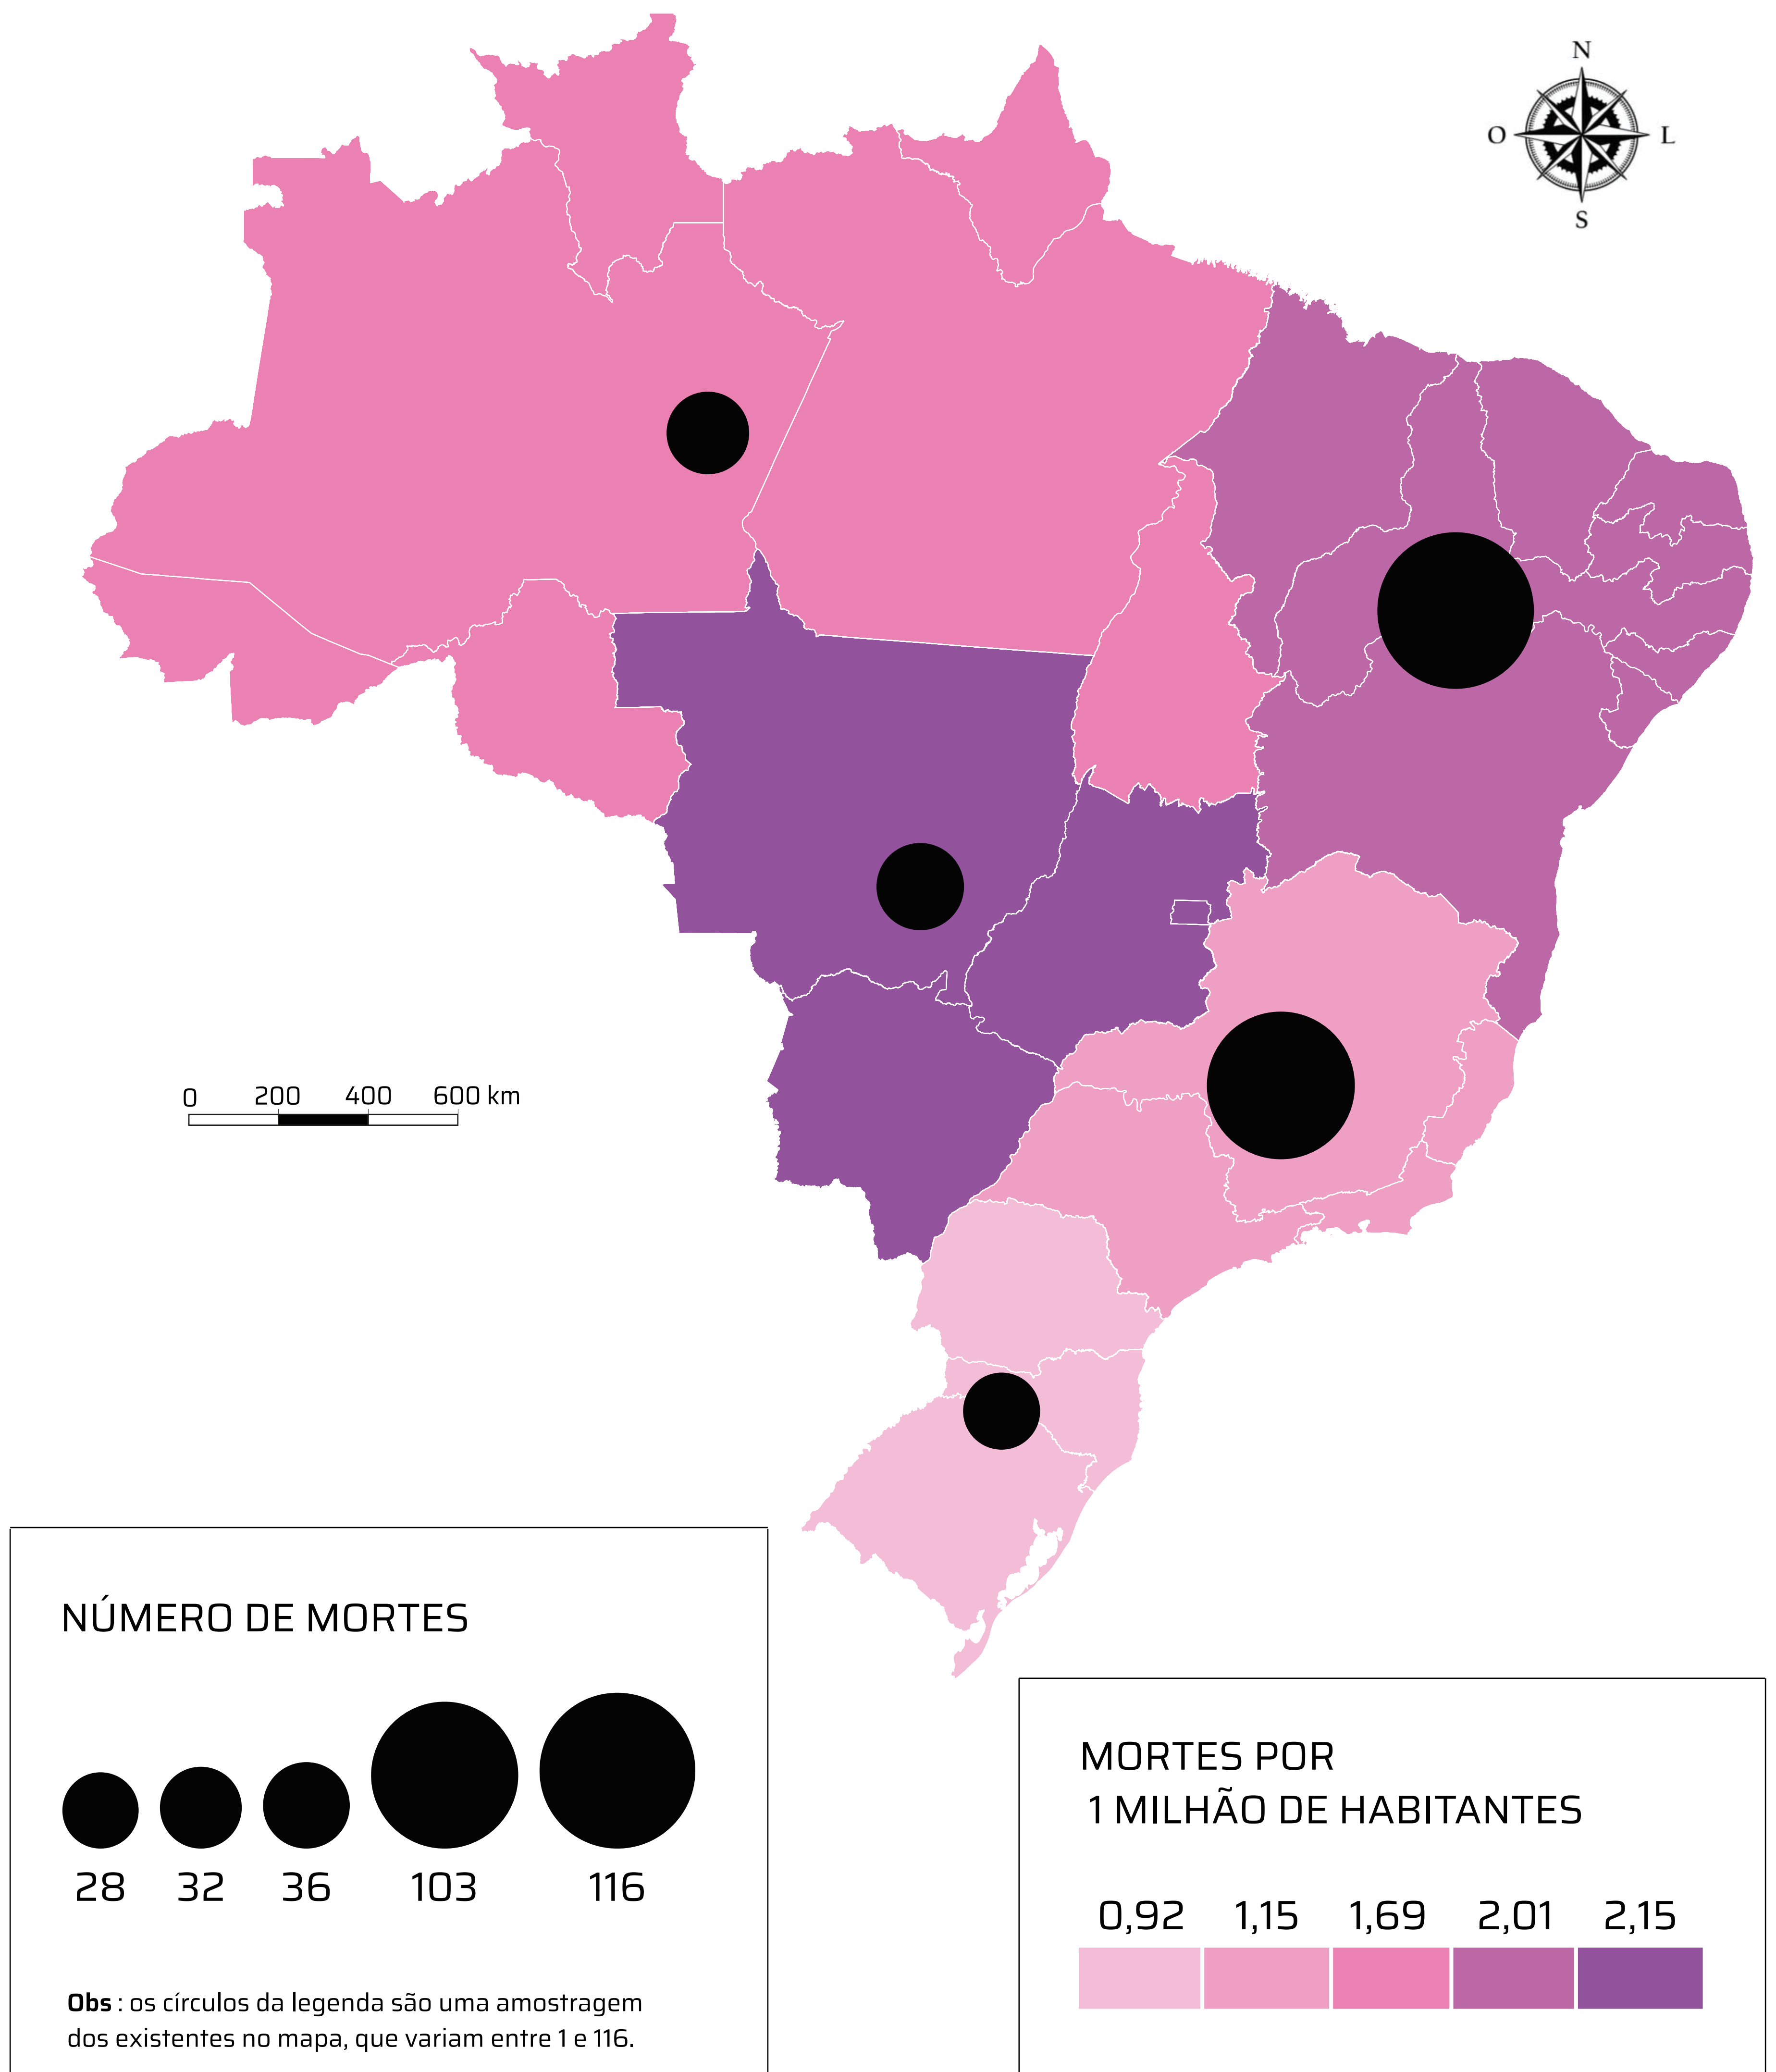 N
O
L
S
0 200 400 600 km
NÚMERO DE MORTES
28 32 36 103 116
Obs : os círculos da legenda são uma amostragem
dos existentes no mapa, que variam entre 1 e 116.
MORTES POR
1 MILHÃO DE HABITANTES
0,92 1,15 1,69 2,01 2,15